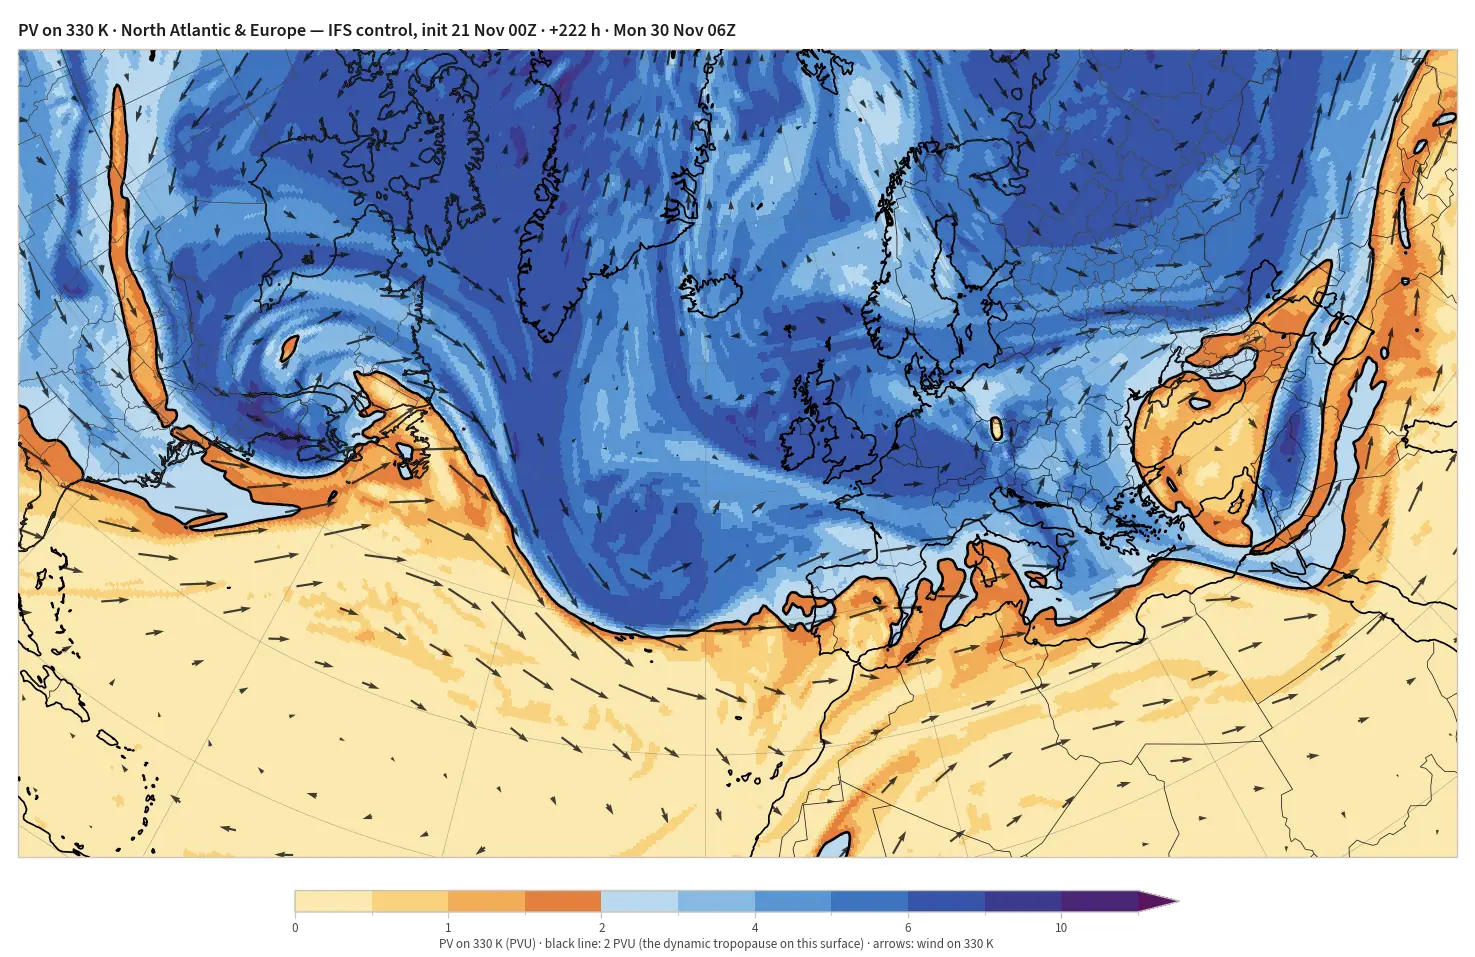 PV on 330 K · North Atlantic & Europe — IFS control, init 21 Nov 00Z · +222 h · Mon 30 Nov 06Z
0 1 2 4 6 10
PV on 330 K (PVU) · black line: 2 PVU (the dynamic tropopause on this surface) · arrows: wind on 330 K